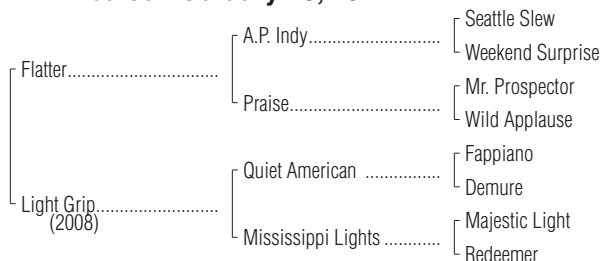 Seattle Slew
A.P. Indy
Weekend Surprise
Flatter
Mr. Prospector
Praise
Wild Applause
Fappiano
Quiet American
Demure
Light Grip
(2008)
Majestic Light
Mississippi Lights
Redeemer